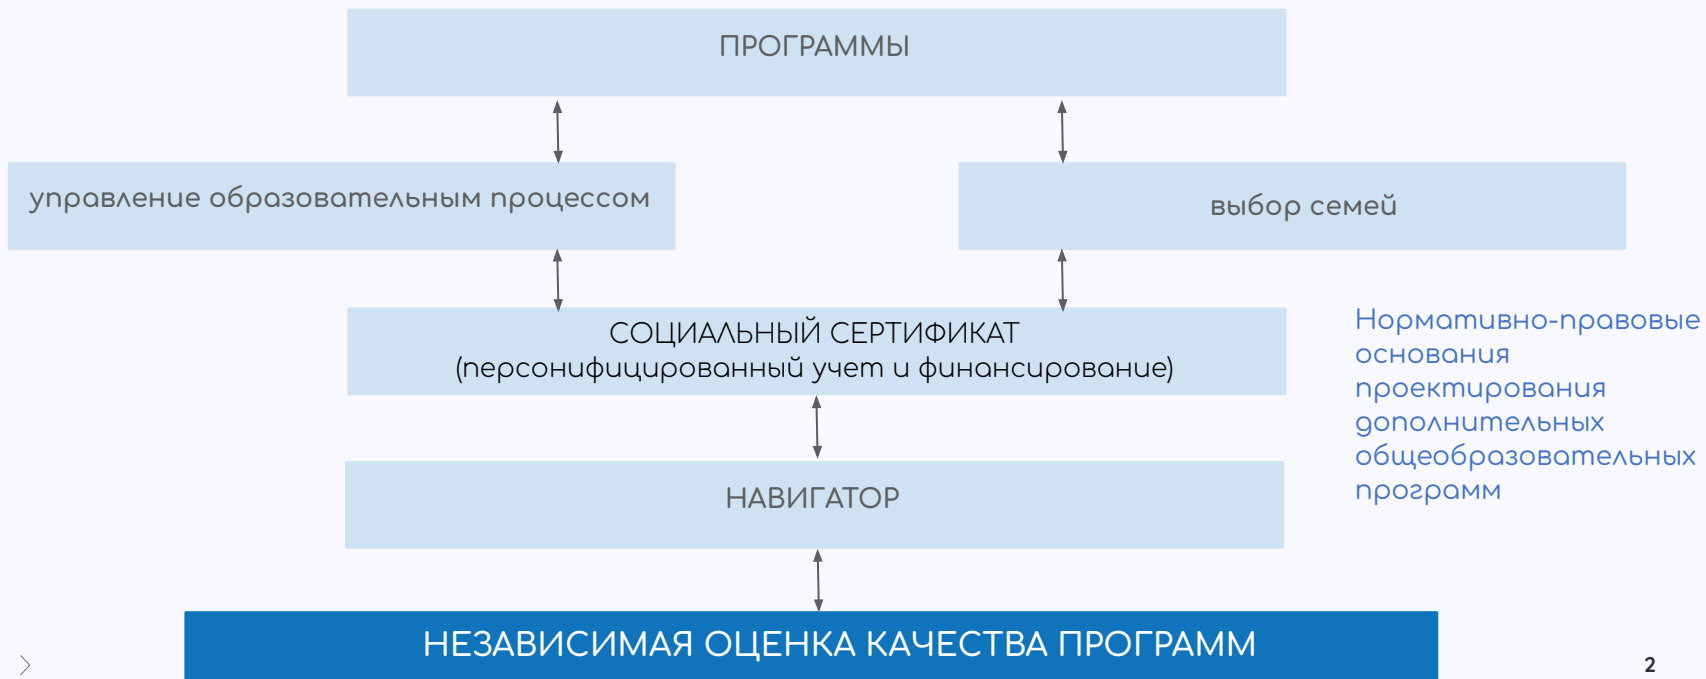 ПРОГРАММЫ
управление образовательным процессом
выбор семей
СОЦИАЛЬНЫЙ СЕРТИФИКАТ
(персонифицированный учет и финансирование)
Нормативно-правовые
основания
проектирования
дополнительных
общеобразовательных
программ
НАВИГАТОР
НЕЗАВИСИМАЯ ОЦЕНКА КАЧЕСТВА ПРОГРАММ
2